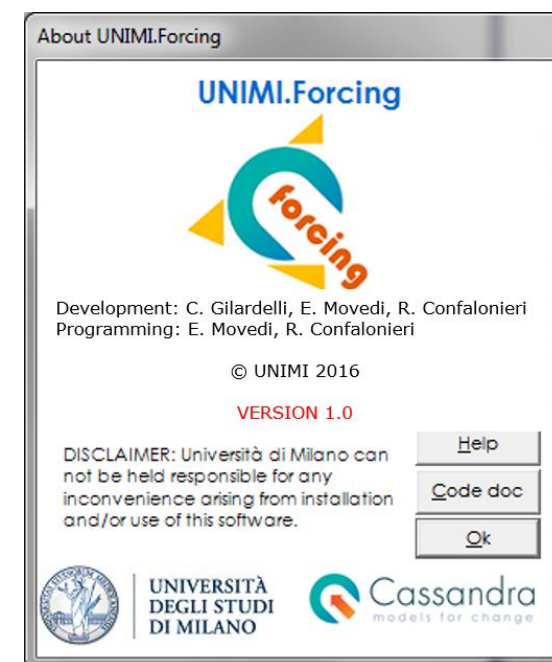 About UNIMI.Forcing
UNIMI.Forcing
forcing
Development: C. Gilardelli, E. Movedi, R. Confalonieri
Programming: E. Movedi, R. Confalonieri
© UNIMI 2016
VERSION 1.0
DISCLAIMER: Università di Milano can
not be held responsible for any
inconvenience arising from installation
and/or use of this software.
Help
Code doc
Ok
UNIVERSITÀ
DEGLI STUDI
DI MILANO
Cassandra
models for change